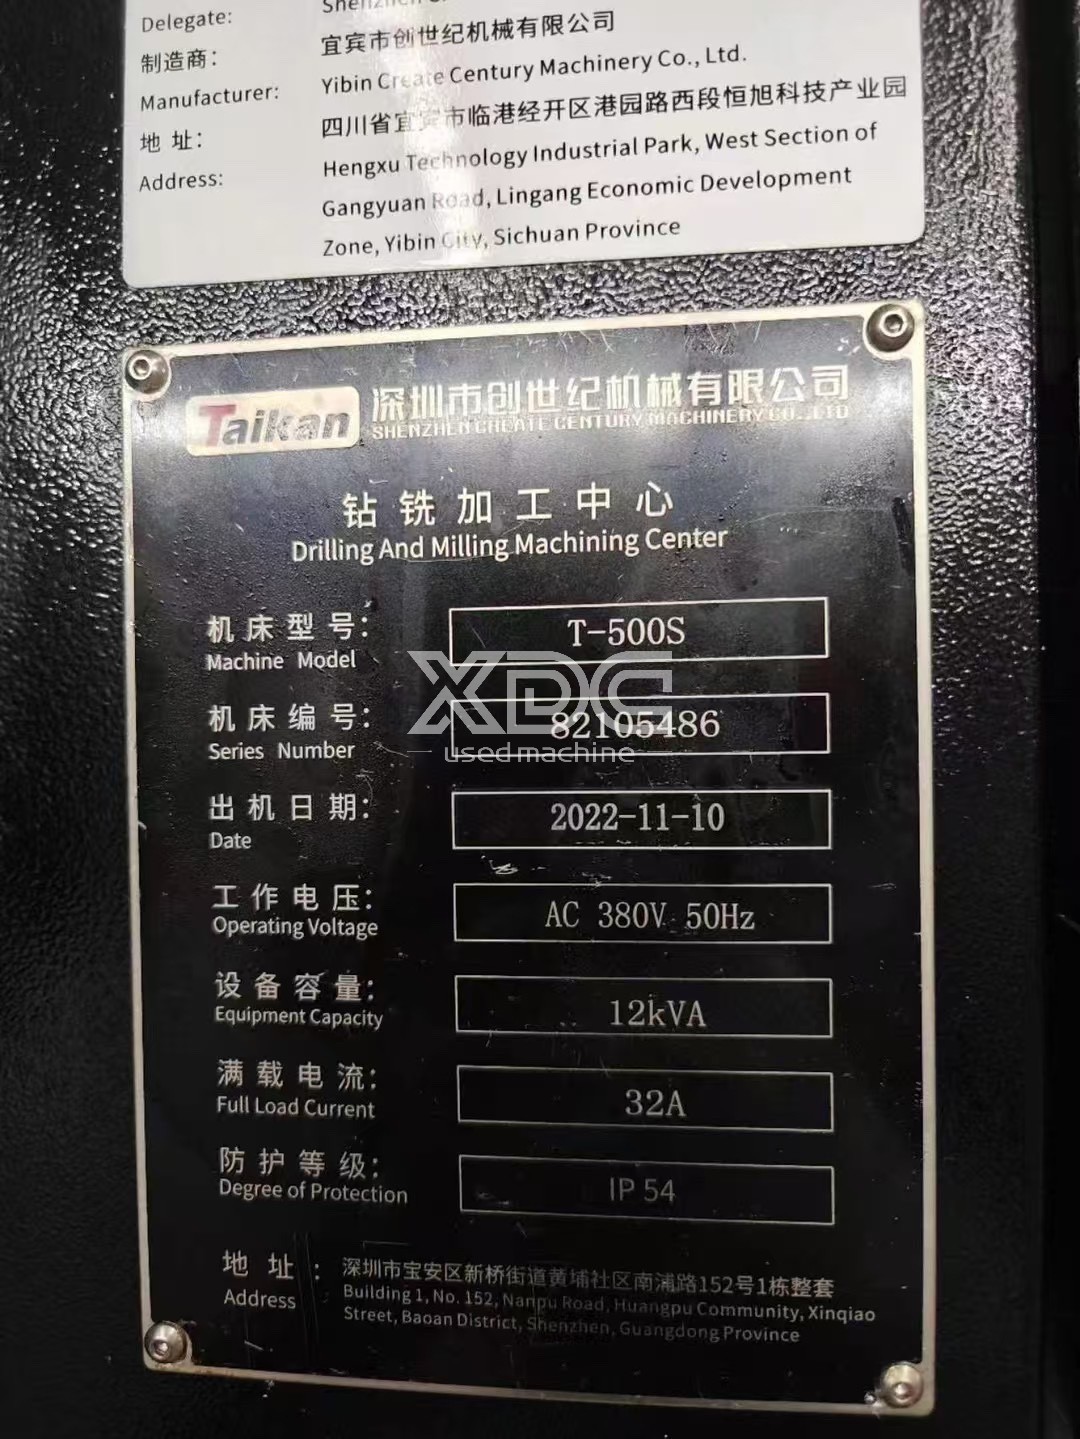 Delegate:
制造商：
宜宾市创世纪机械有限公司
Manufacturer:
Yibin Create Century Machinery Co., Ltd.
地 址：
四川省宜宾市临港经开区港园路西段恒旭科技产业园
Address:
Hengxu Technology Industrial Park, West Section of
Gangyuan Road, Lingang Economic Development
Zone, Yibin City, Sichuan Province
Taikan
深圳市创世纪机械有限公司
SHENZHEN CREATE CENTURY MACHINERY CO.,LTD
钻铣加工中心
Drilling And Milling Machining Center
机床型号：
T-500S
Machine Model
机床编号：
82105486
Series Number
XDC
used machine
出机日期：
2022-11-10
Date
工作电压：
AC 380V 50Hz
Operating Voltage
设备容量：
12kVA
Equipment Capacity
满载电流：
32A
Full Load Current
防护等级：
IP 54
Degree of Protection
地 址：
深圳市宝安区新桥街道黄埔社区南浦路152号1栋整套
Address
Building 1, No. 152, Nanpu Road, Huangpu Community, Xinqiao
Street, Baoan District, Shenzhen, Guangdong Province